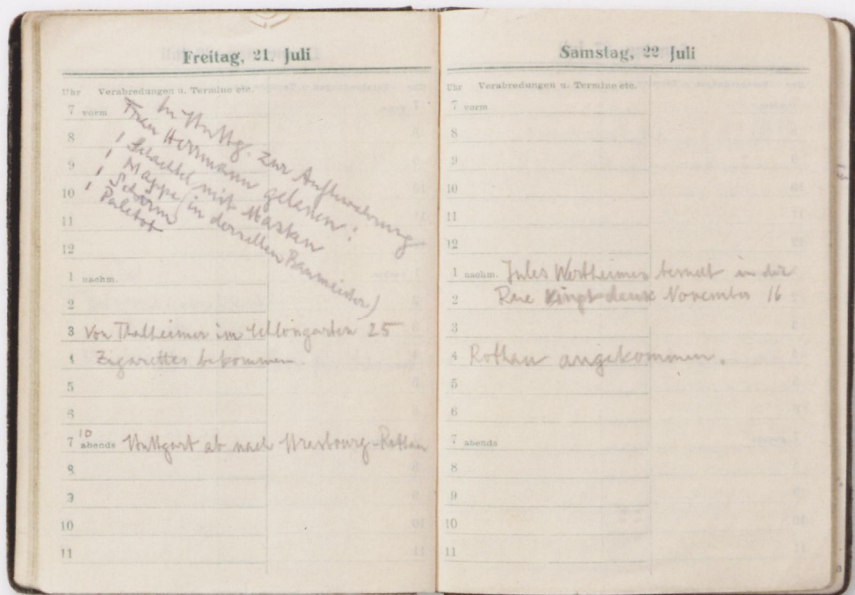 Freitag, 21. Juli
Uhr Verabredungen u. Termine etc.
7 vorm
In Stuttg. zur Aufbewahrung
Frau Herrmann gelassen:
8
1 Schachtel mit Masken
9
1 Mappe (in derselben
10
1 Schirm
Paletot
11
12
1 nachm.
2
3 Von Thalheimer im 25
4 Zigaretten bekommen.
5
6
7 10 abends Stuttgart ab nach Strasbourg-Rothau
8
9
10
11
Samstag, 22 Juli
Uhr Verabredungen u. Termine etc.
7 vorm
8
9
10
11
12
1 nachm. Jules Wertheimer in die
2 Rue November 16
3
4 Rothau angekommen.
5
6
7 abends
8
9
10
11